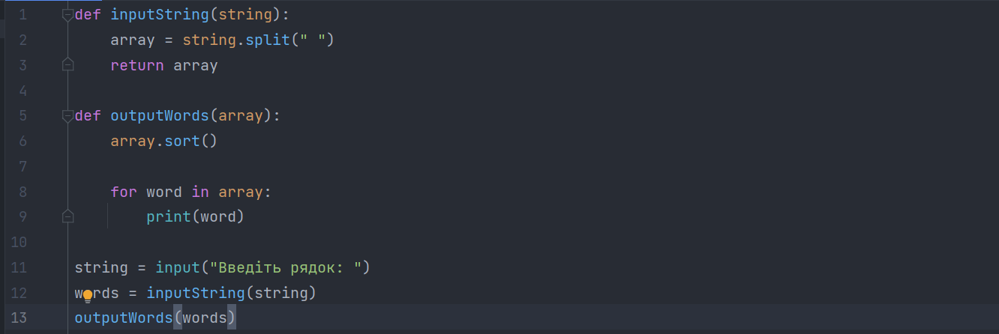 1 def inputString(string):
2     array = string.split(" ")
3     return array
4
5 def outputWords(array):
6     array.sort()
7
8     for word in array:
9         print(word)
10
11 string = input("Введіть рядок: ")
12 words = inputString(string)
13 outputWords(words)